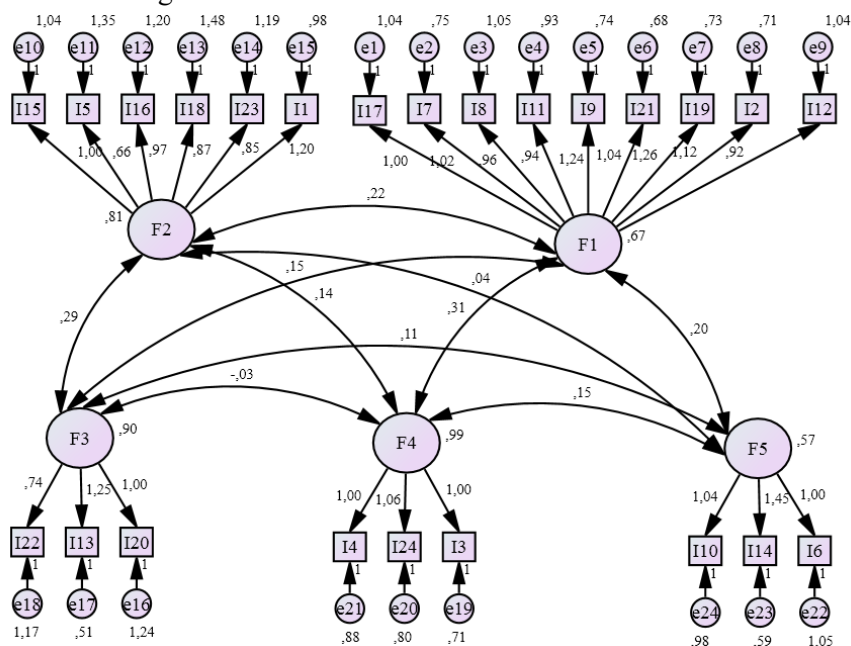 1,04 1,35 1,20 1,48 1,19 ,98 1,04 ,75 1,05 ,93 ,74 ,68 ,73 ,71 1,04
e10 e11 e12 e13 e14 e15 e1 e2 e3 e4 e5 e6 e7 e8 e9
1 1 1 1 1 1 1 1 1 1 1 1 1 1 1
I15 I5 I16 I18 I23 I1 I17 I7 I8 I11 I9 I21 I19 I2 I12
1,00 ,66 ,97 ,87 ,85 1,20 1,00 1,02 ,96 ,94 1,24 1,04 1,26 1,12 ,92
,22
,81 F2 F1 ,67
,15 ,14 ,04 ,31
,29 ,11 ,20
-,03 ,15
F3 ,90 F4 ,99 F5 ,57
,74 1,25 1,00 1,00 1,06 1,00 1,04 1,45 1,00
I22 I13 I20 I4 I24 I3 I10 I14 I6
1 1 1 1 1 1 1 1 1
e18 e17 e16 e21 e20 e19 e24 e23 e22
1,17 ,51 1,24 ,88 ,80 ,71 ,98 ,59 1,05